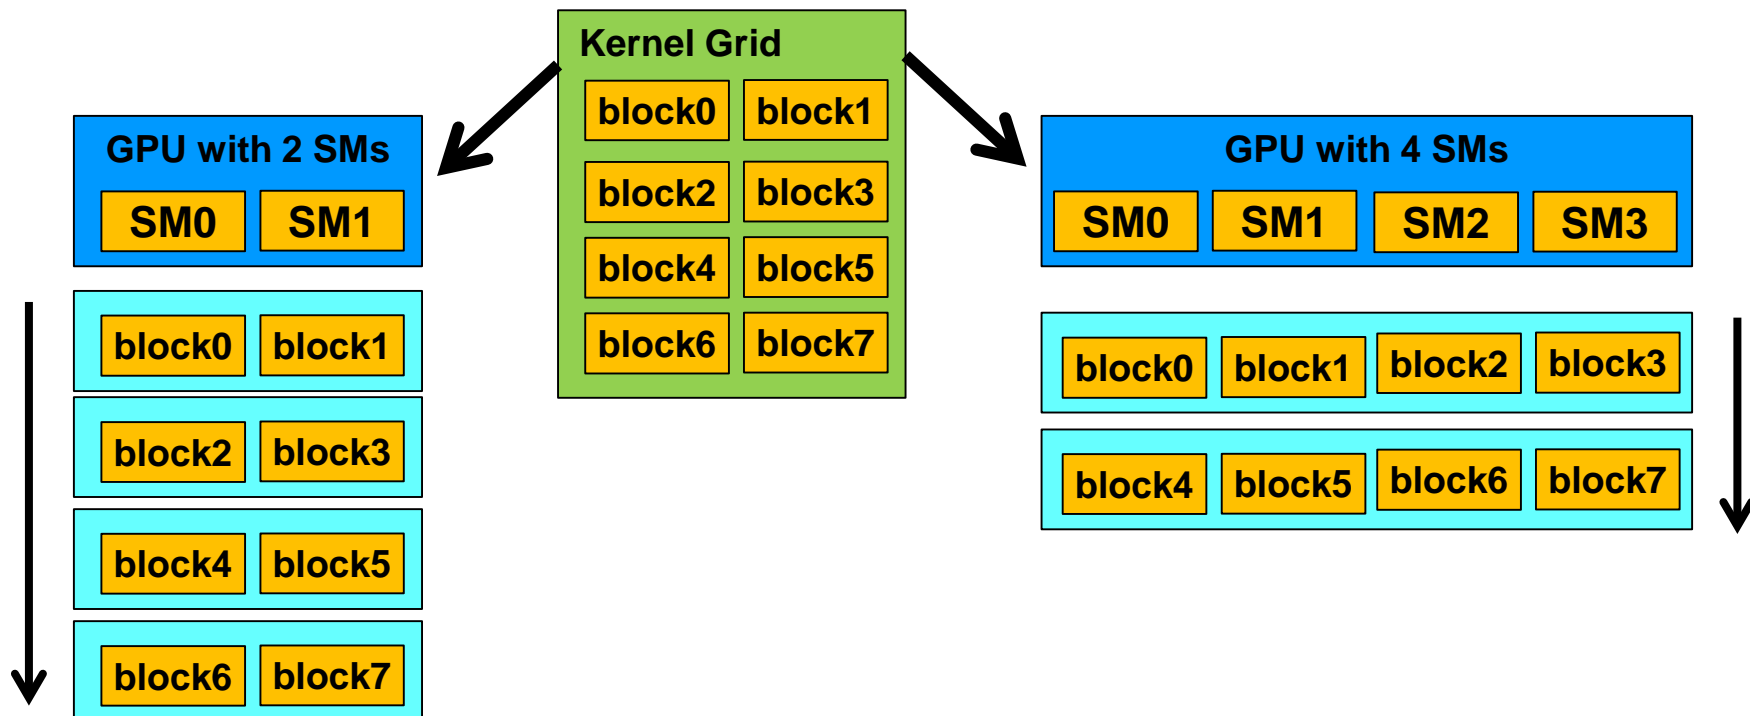 Kernel Grid
block0 block1
block2 block3
block4 block5
block6 block7
GPU with 2 SMs
SM0 SM1
block0 block1
block2 block3
block4 block5
block6 block7
GPU with 4 SMs
SM0 SM1 SM2 SM3
block0 block1 block2 block3
block4 block5 block6 block7